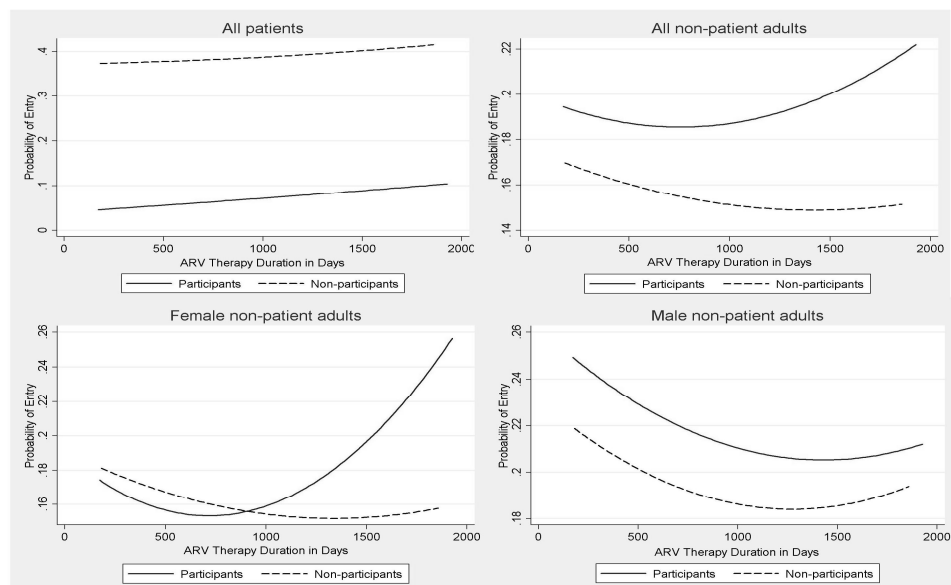 All patients
Probability of Entry
0 .1 .2 .3 .4
0 500 1000 1500 2000
ARV Therapy Duration in Days
Participants Non-participants
All non-patient adults
Probability of Entry
.14 .16 .18 .2 .22
0 500 1000 1500 2000
ARV Therapy Duration in Days
Participants Non-participants
Female non-patient adults
Probability of Entry
.16 .18 .2 .22 .24 .26
0 500 1000 1500 2000
ARV Therapy Duration in Days
Participants Non-participants
Male non-patient adults
Probability of Entry
.18 .2 .22 .24 .26
0 500 1000 1500 2000
ARV Therapy Duration in Days
Participants Non-participants